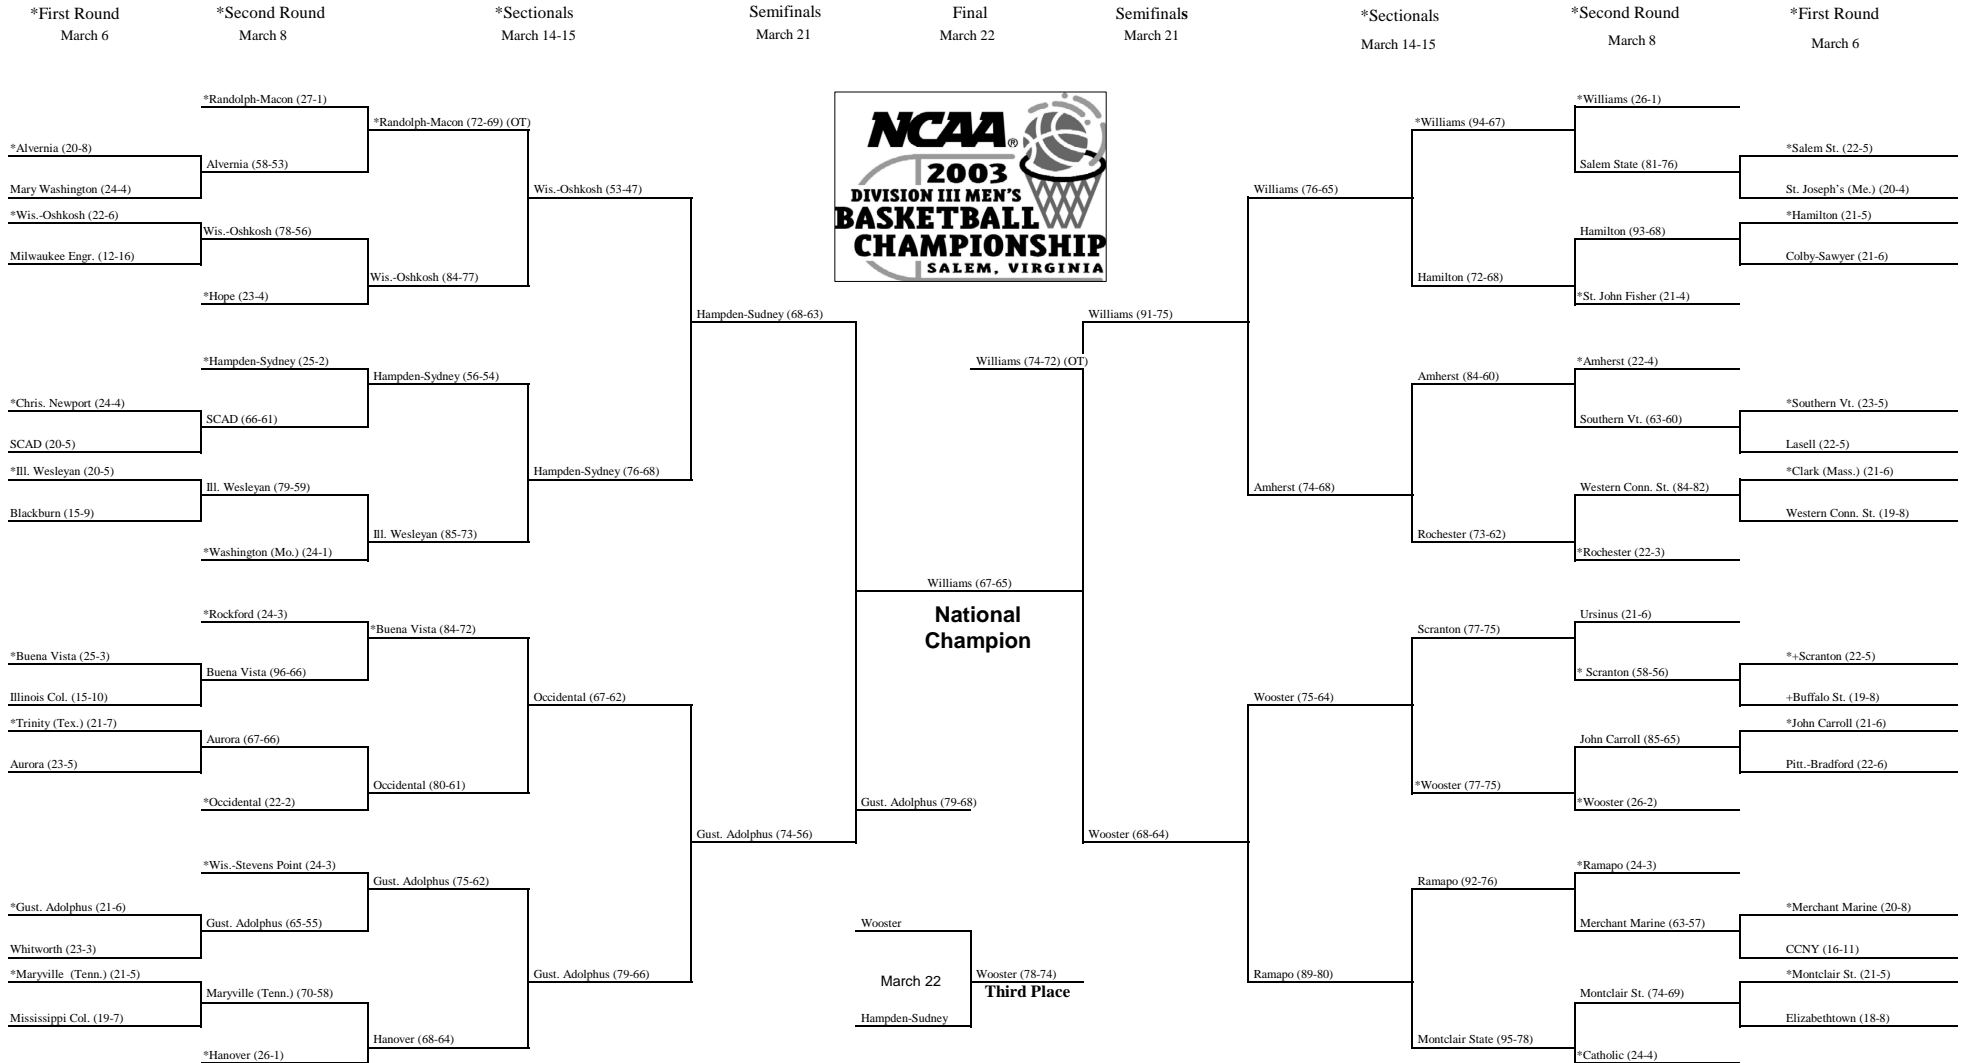 *First Round
March 6
*Second Round
March 8
*Sectionals
March 14-15
Semifinals
March 21
Final
March 22
Semifinals
March 21
*Sectionals
March 14-15
*Second Round
March 8
*First Round
March 6
*Alvernia (20-8)
Mary Washington (24-4)
*Wis.-Oshkosh (22-6)
Milwaukee Engr. (12-16)
*Chris. Newport (24-4)
SCAD (20-5)
*Ill. Wesleyan (20-5)
Blackburn (15-9)
*Buena Vista (25-3)
Illinois Col. (15-10)
*Trinity (Tex.) (21-7)
Aurora (23-5)
*Gust. Adolphus (21-6)
Whitworth (23-3)
*Maryville (Tenn.) (21-5)
Mississippi Col. (19-7)
*Randolph-Macon (27-1)
Alvernia (58-53)
Wis.-Oshkosh (78-56)
*Hope (23-4)
*Hampden-Sydney (25-2)
SCAD (66-61)
Ill. Wesleyan (79-59)
*Washington (Mo.) (24-1)
*Rockford (24-3)
Buena Vista (96-66)
Aurora (67-66)
*Occidental (22-2)
*Wis.-Stevens Point (24-3)
Gust. Adolphus (65-55)
Maryville (Tenn.) (70-58)
*Hanover (26-1)
*Randolph-Macon (72-69) (OT)
Wis.-Oshkosh (84-77)
Hampden-Sydney (56-54)
Ill. Wesleyan (85-73)
*Buena Vista (84-72)
Occidental (80-61)
Gust. Adolphus (75-62)
Hanover (68-64)
Wis.-Oshkosh (53-47)
Hampden-Sydney (76-68)
Occidental (67-62)
Gust. Adolphus (79-66)
Hampden-Sudney (68-63)
Gust. Adolphus (74-56)
NCAA®
2003
DIVISION III MEN'S
BASKETBALL
CHAMPIONSHIP
SALEM, VIRGINIA
Williams (74-72) (OT)
Williams (67-65)
National
Champion
Gust. Adolphus (79-68)
Wooster
March 22
Wooster (78-74)
Third Place
Hampden-Sudney
Williams (91-75)
Wooster (68-64)
Williams (76-65)
Amherst (74-68)
Wooster (75-64)
Ramapo (89-80)
*Williams (94-67)
Hamilton (72-68)
Amherst (84-60)
Rochester (73-62)
Scranton (77-75)
*Wooster (77-75)
Ramapo (92-76)
Montclair State (95-78)
*Williams (26-1)
Salem State (81-76)
Hamilton (93-68)
*St. John Fisher (21-4)
*Amherst (22-4)
Southern Vt. (63-60)
Western Conn. St. (84-82)
*Rochester (22-3)
Ursinus (21-6)
* Scranton (58-56)
John Carroll (85-65)
*Wooster (26-2)
*Ramapo (24-3)
Merchant Marine (63-57)
Montclair St. (74-69)
*Catholic (24-4)
*Salem St. (22-5)
St. Joseph's (Me.) (20-4)
*Hamilton (21-5)
Colby-Sawyer (21-6)
*Southern Vt. (23-5)
Lasell (22-5)
*Clark (Mass.) (21-6)
Western Conn. St. (19-8)
*+Scranton (22-5)
+Buffalo St. (19-8)
*John Carroll (21-6)
Pitt.-Bradford (22-6)
*Merchant Marine (20-8)
CCNY (16-11)
*Montclair St. (21-5)
Elizabethtown (18-8)